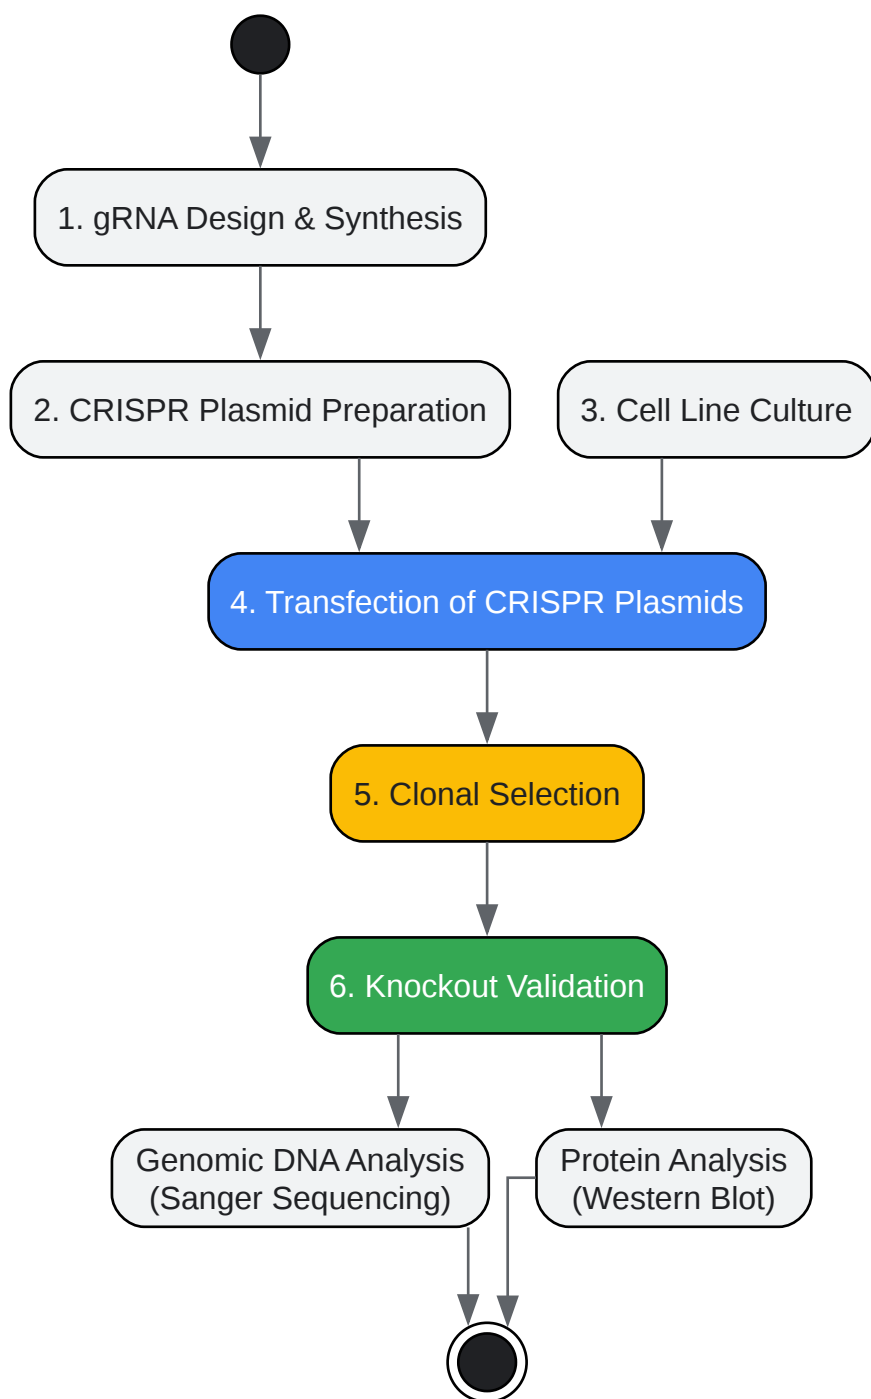 1. gRNA Design & Synthesis
2. CRISPR Plasmid Preparation
3. Cell Line Culture
4. Transfection of CRISPR Plasmids
5. Clonal Selection
6. Knockout Validation
Genomic DNA Analysis
(Sanger Sequencing)
Protein Analysis
(Western Blot)